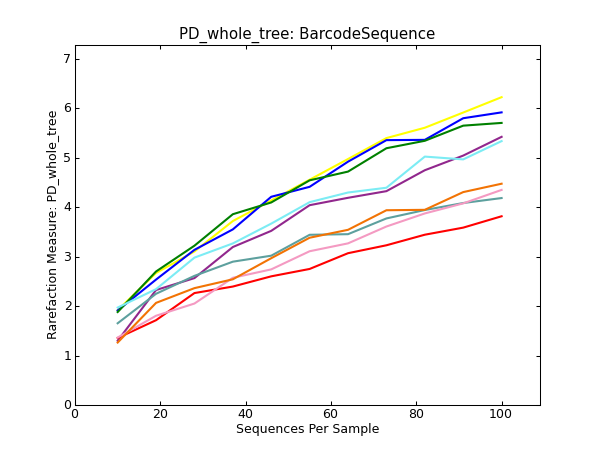 PD_whole_tree: BarcodeSequence
7
6
5
4
3
2
1
0
Rarefaction Measure: PD_whole_tree
0 20 40 60 80 100
Sequences Per Sample